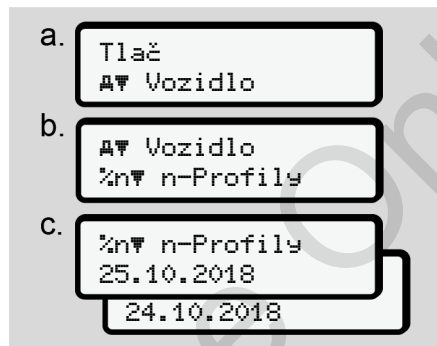 a.
Tlač
A▼ Vozidlo
b.
A▼ Vozidlo
%n▼ n-Profily
c.
%n▼ n-Profily
25.10.2018
24.10.2018